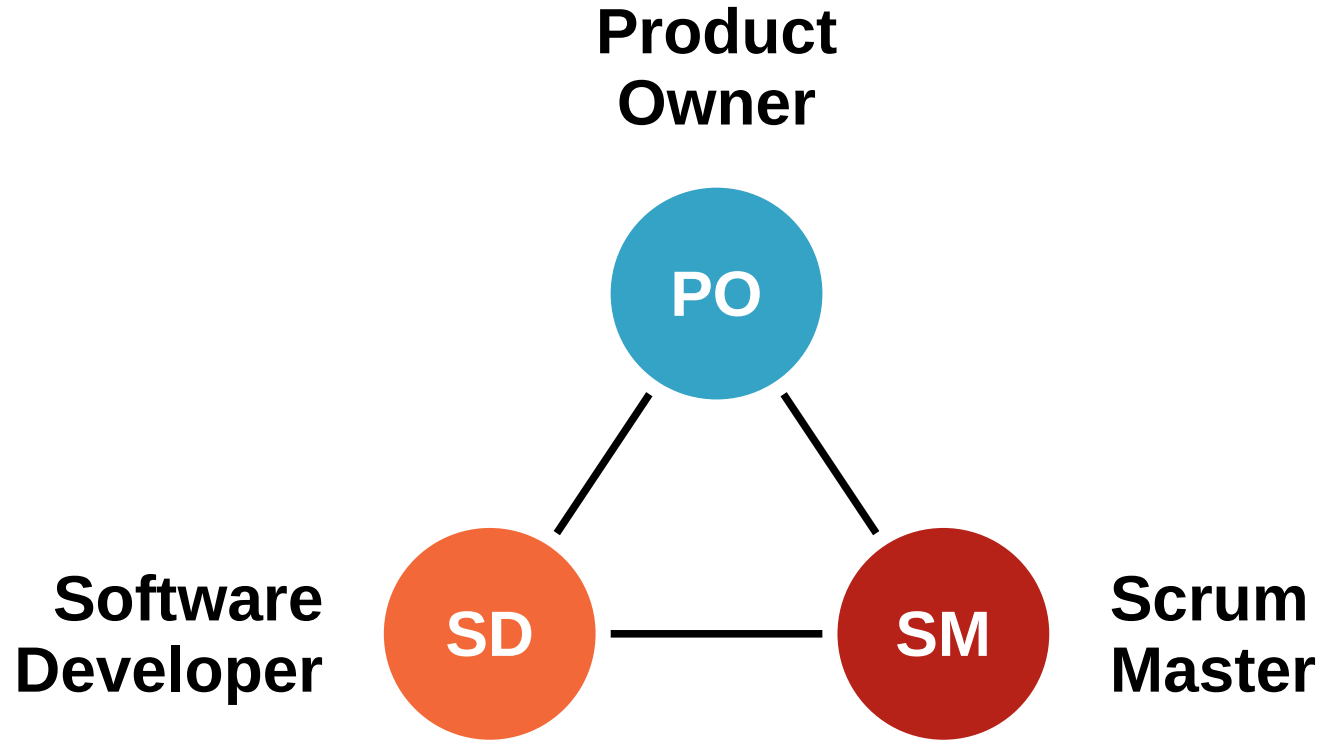 Product
Owner
PO
Software
Developer
SD
SM
Scrum
Master